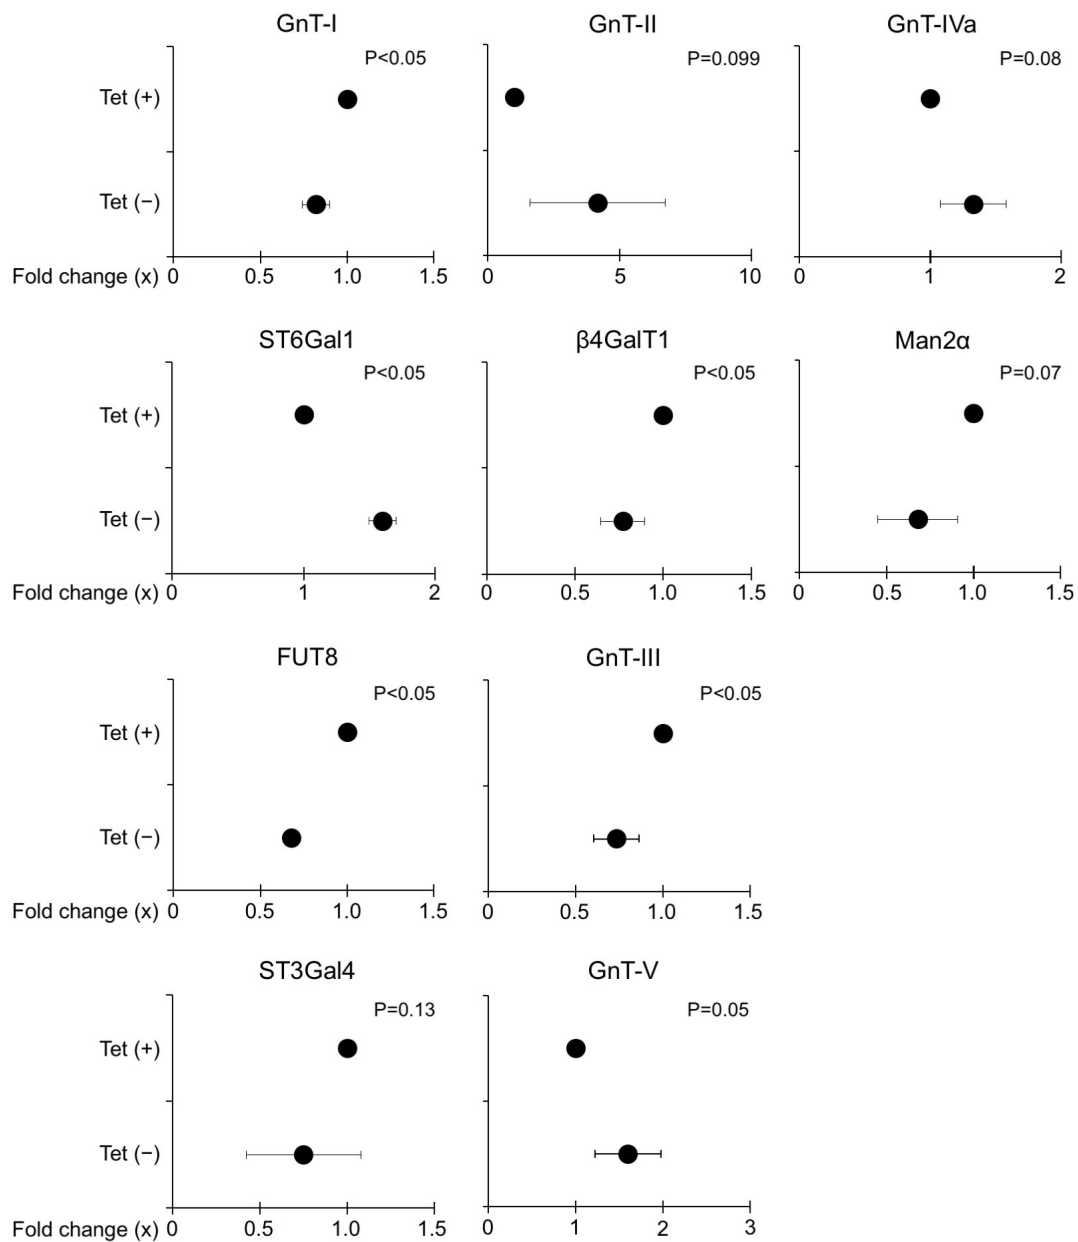 GnT-I GnT-II GnT-IVa
P<0.05 P=0.099 P=0.08
Tet (+)
Tet (−)
Fold change (x) 0 0.5 1.0 1.5 0 5 10 0 1 2
ST6Gal1 β4GalT1 Man2α
P<0.05 P<0.05 P=0.07
Tet (+)
Tet (−)
Fold change (x) 0 1 2 0 0.5 1.0 1.5 0 0.5 1.0 1.5
FUT8 GnT-III
P<0.05 P<0.05
Tet (+)
Tet (−)
Fold change (x) 0 0.5 1.0 1.5 0 0.5 1.0 1.5
ST3Gal4 GnT-V
P=0.13 P=0.05
Tet (+)
Tet (−)
Fold change (x) 0 0.5 1.0 1.5 0 1 2 3